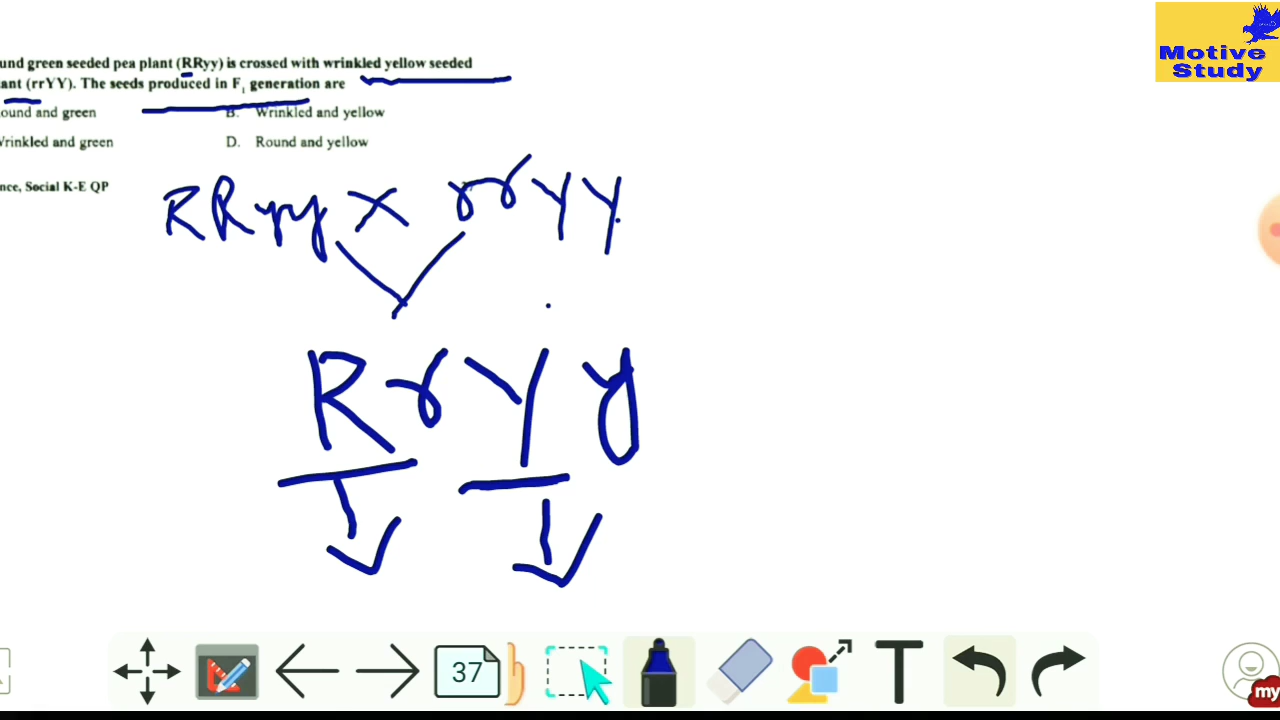 Motive
Study
und green seeded pea plant (RRyy) is crossed with wrinkled yellow seeded
ant (rrYY). The seeds produced in F1 generation are
ound and green B. Wrinkled and yellow
Wrinkled and green D. Round and yellow
nce, Social K-E QP
RRyy × rrYY
RrYy
37
T
my